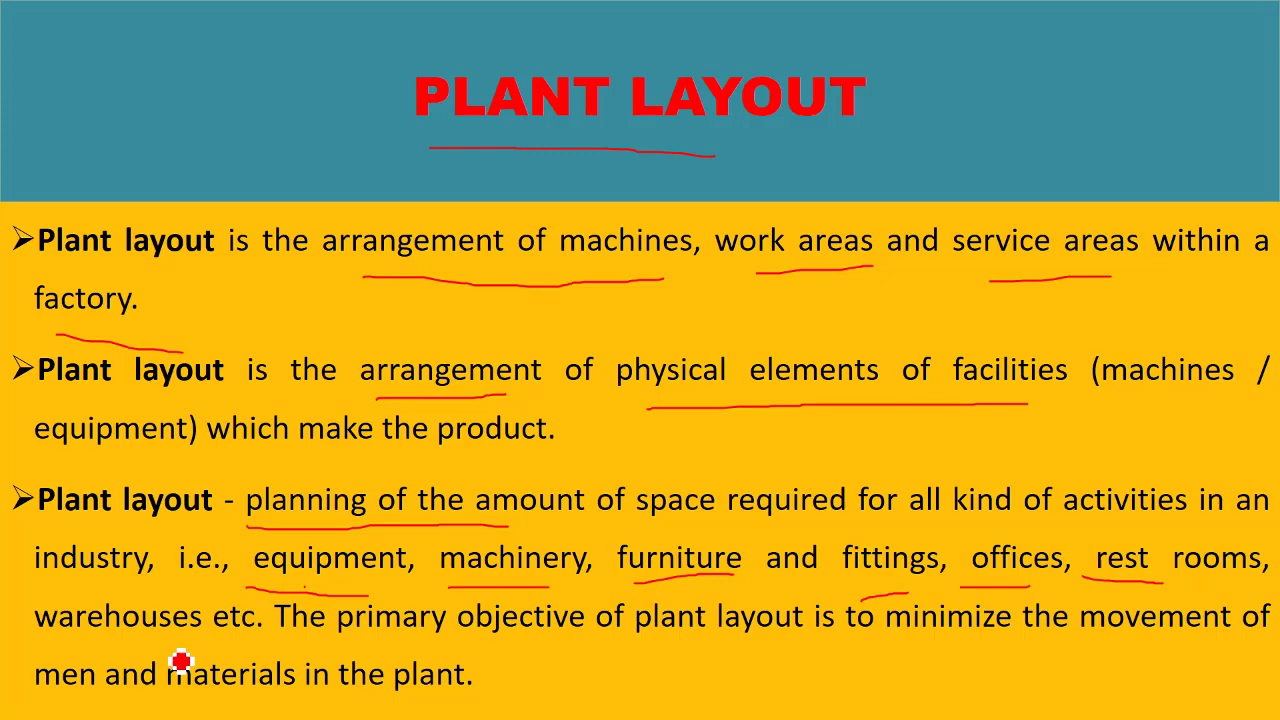 PLANT LAYOUT
➢Plant layout is the arrangement of machines, work areas and service areas within a
factory.
➢Plant layout is the arrangement of physical elements of facilities (machines /
equipment) which make the product.
➢Plant layout - planning of the amount of space required for all kind of activities in an
industry, i.e., equipment, machinery, furniture and fittings, offices, rest rooms,
warehouses etc. The primary objective of plant layout is to minimize the movement of
men and materials in the plant.